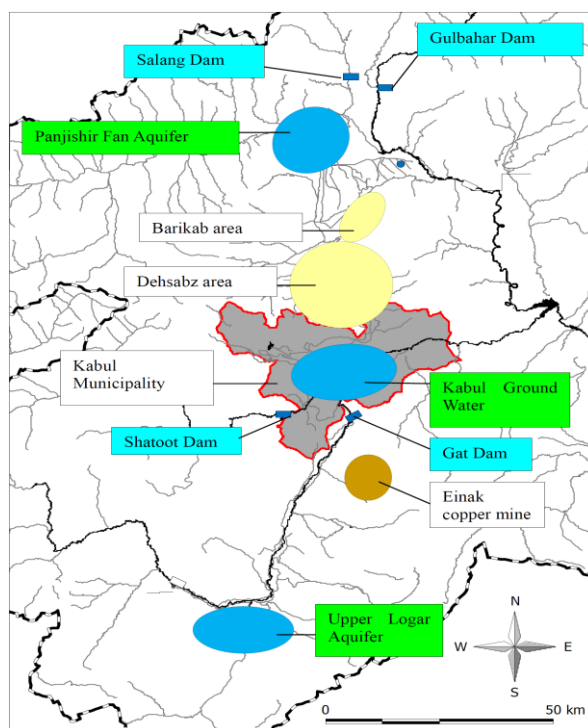 Gulbahar Dam
Salang Dam
Panjishir Fan Aquifer
Barikab area
Dehsabz area
Kabul
Municipality
Kabul Ground
Water
Shatoot Dam
Gat Dam
Einak
copper mine
Upper Logar
Aquifer
N
W E
S
0 50 km